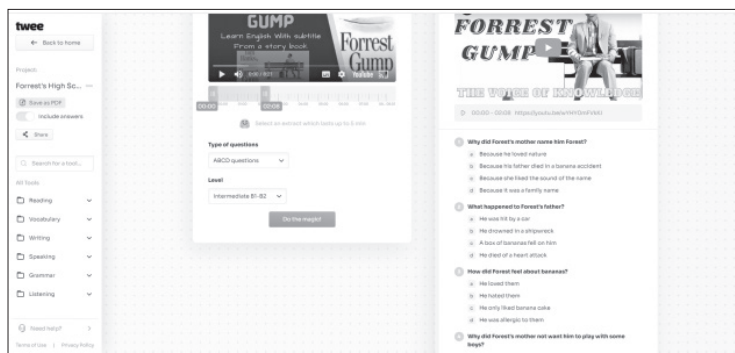 twee
← Back to home
Project:
Forrest's High Sc... ...
Save as PDF
Include answers
Share
Search for a tool...
All Tools
Reading
Vocabulary
Writing
Speaking
Grammar
Listening
Need help?
Terms of Use | Privacy Policy
GUMP
Learn English With subtitle
From a story book
Forrest
Gump
YouTube
00:00
Select an extract which lasts up to 5 min
Type of questions
ABCD questions
Level
Intermediate B1-B2
Do the magic!
FORREST
GUMP
THE VOICE OF KNOWLEDGE
1 Why did Forest's mother name him Forest?
a Because he loved nature
b Because his father died in a banana accident
c Because she liked the sound of the name
d Because it was a family name
2 What happened to Forest's father?
a He was hit by a car
b He drowned in a shipwreck
c A box of bananas fell on him
d He died of a heart attack
3 How did Forest feel about bananas?
a He loved them
b He hated them
c He only liked banana cake
d He was allergic to them
4 Why did Forest's mother not want him to play with some
boys?